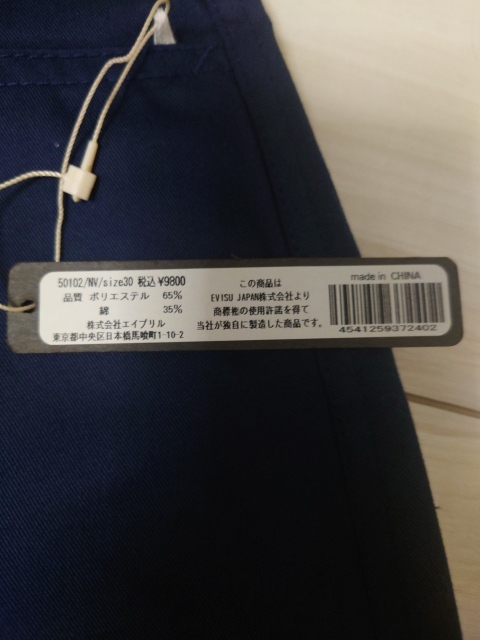 50102/NV/size30 税込¥9800
品質 ポリエステル 65%
綿 35%
株式会社エイプリル
東京都中央区日本橋馬喰町1-10-2
この商品は
EVISU JAPAN株式会社より
商標権の使用許諾を得て
当社が独自に製造した商品です。
made in CHINA
4541259372402